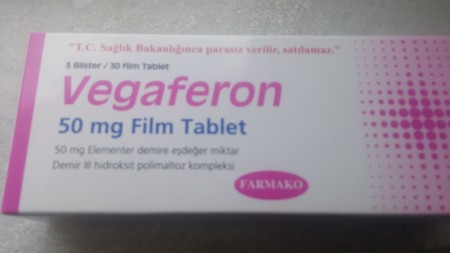 "T.C. Sağlık Bakanlığınca parasız verilir, satılamaz."
3 Blister / 30 film Tablet
Vegaferon
50 mg Film Tablet
50 mg Elementer demire eşdeğer miktar
Demir III hidroksit polimaltoz kompleksi
FARMAKO